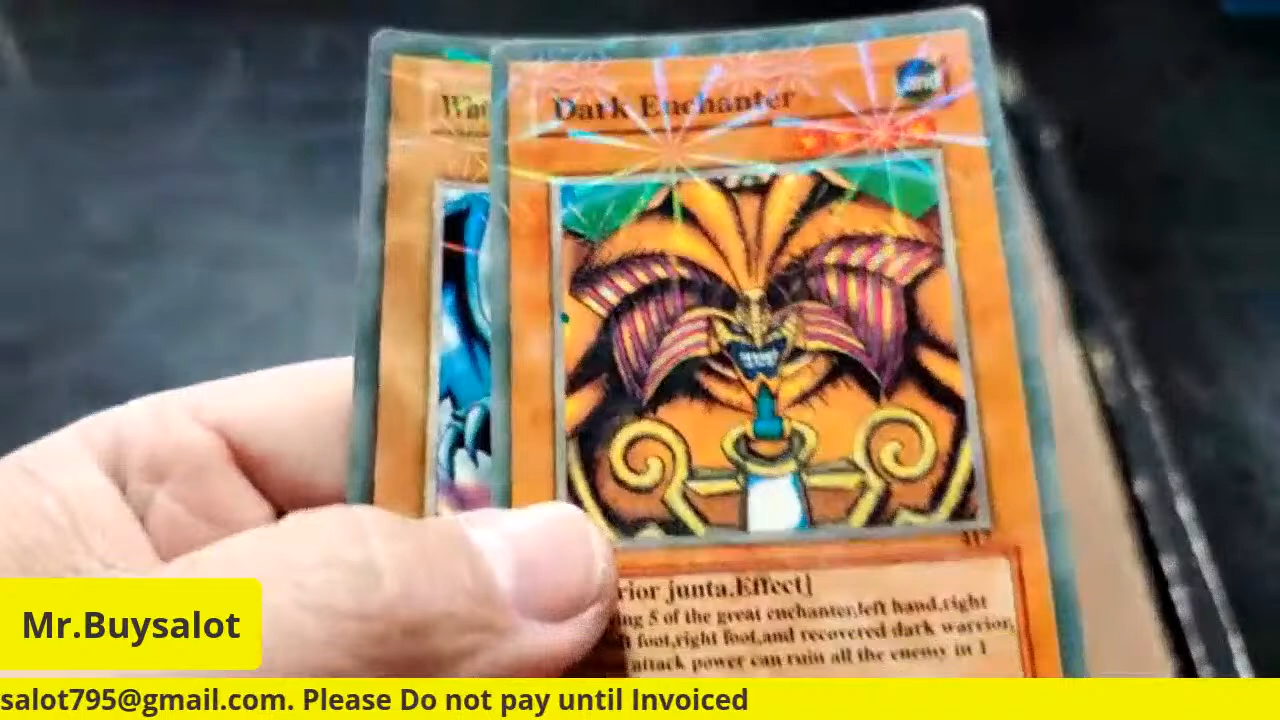 Dark Enchanter
rior junta.Effect]
ng 5 of the great enchanter,left hand,right
foot,right foot,and recovered dark warrior,
attack power can ruin all the enemy in 1
Mr.Buysalot
salot795@gmail.com. Please Do not pay until Invoiced